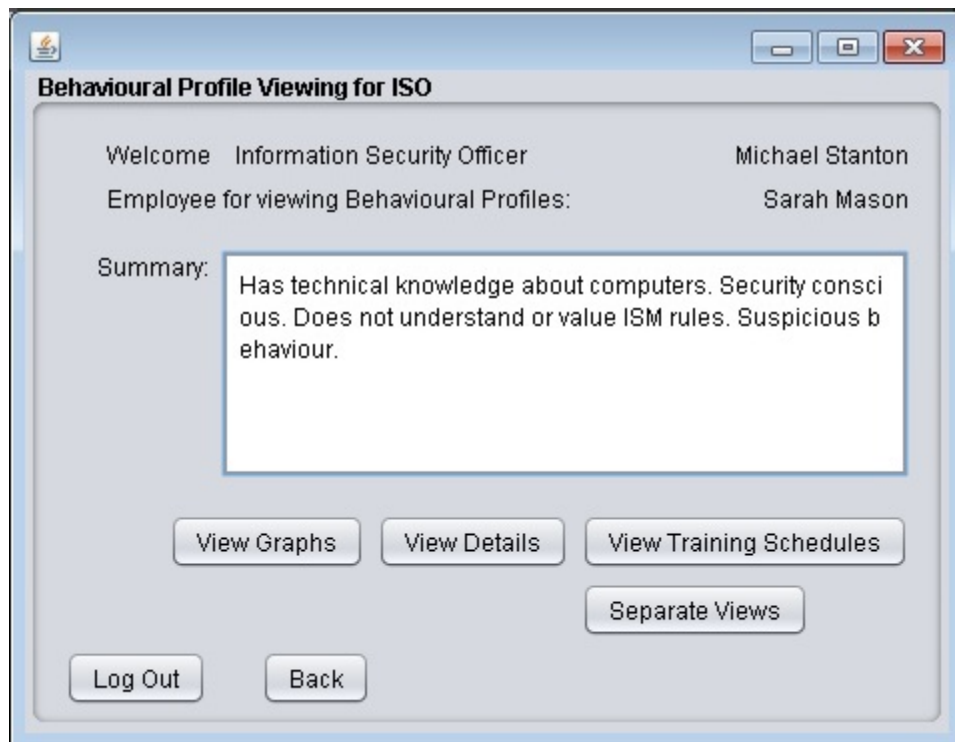 Behavioural Profile Viewing for ISO
Welcome Information Security Officer Michael Stanton
Employee for viewing Behavioural Profiles: Sarah Mason
Summary: Has technical knowledge about computers. Security consci
ous. Does not understand or value ISM rules. Suspicious b
ehaviour.
View Graphs View Details View Training Schedules
Separate Views
Log Out Back